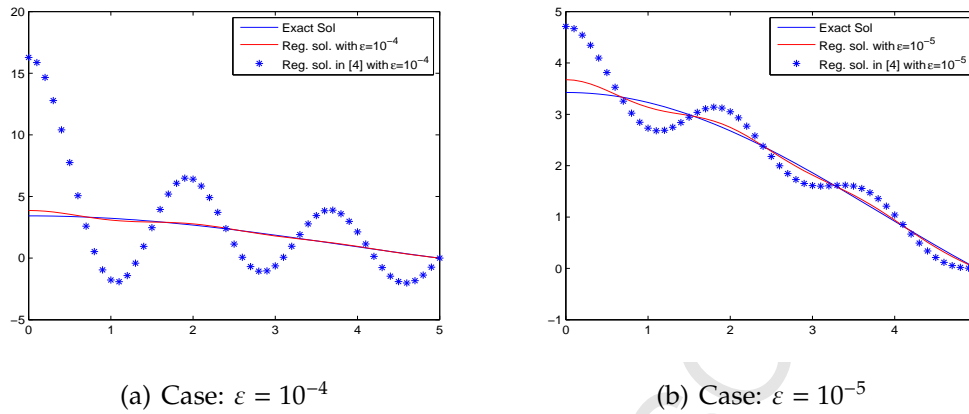 20
15
10
5
0
−5
0 1 2 3 4 5
Exact Sol
Reg. sol. with ε=10⁻⁴
Reg. sol. in [4] with ε=10⁻⁴
5
4
3
2
1
0
−1
0 1 2 3 4
Exact Sol
Reg. sol. with ε=10⁻⁵
Reg. sol. in [4] with ε=10⁻⁵
(a) Case: ε = 10⁻⁴
(b) Case: ε = 10⁻⁵